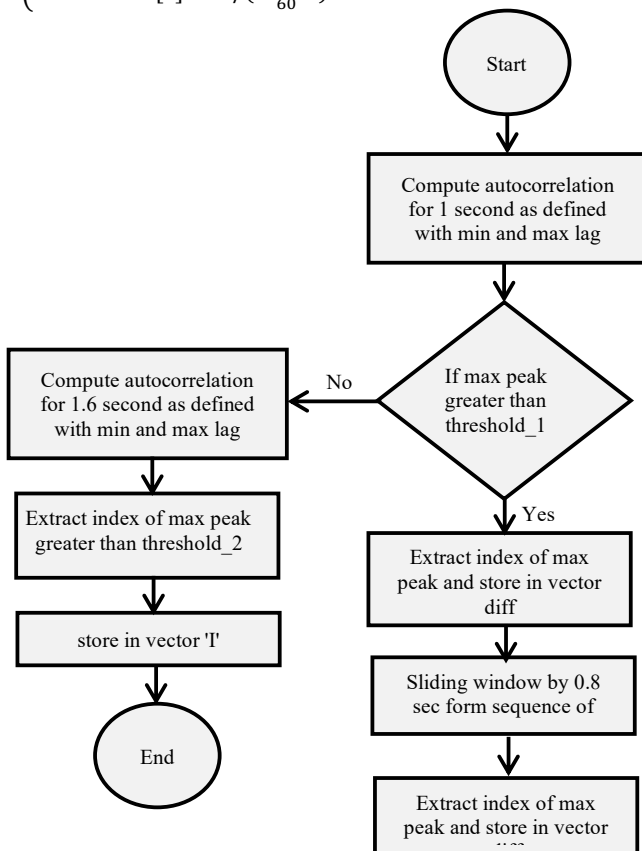 Start
Compute autocorrelation
for 1 second as defined
with min and max lag
If max peak
greater than
threshold_1
No
Compute autocorrelation
for 1.6 second as defined
with min and max lag
Extract index of max peak
greater than threshold_2
store in vector 'I'
End
Yes
Extract index of max
peak and store in vector
diff
Sliding window by 0.8
sec form sequence of
Extract index of max
peak and store in vector